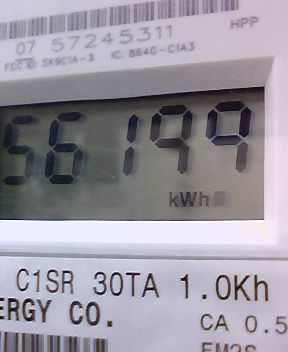 HPP
07 57245311
FCC ID: SK9C1A-3 IC: 864G-C1A3
56199
kWh
C1SR 30TA 1.0Kh
ERGY CO.
CA 0.5
EM2S